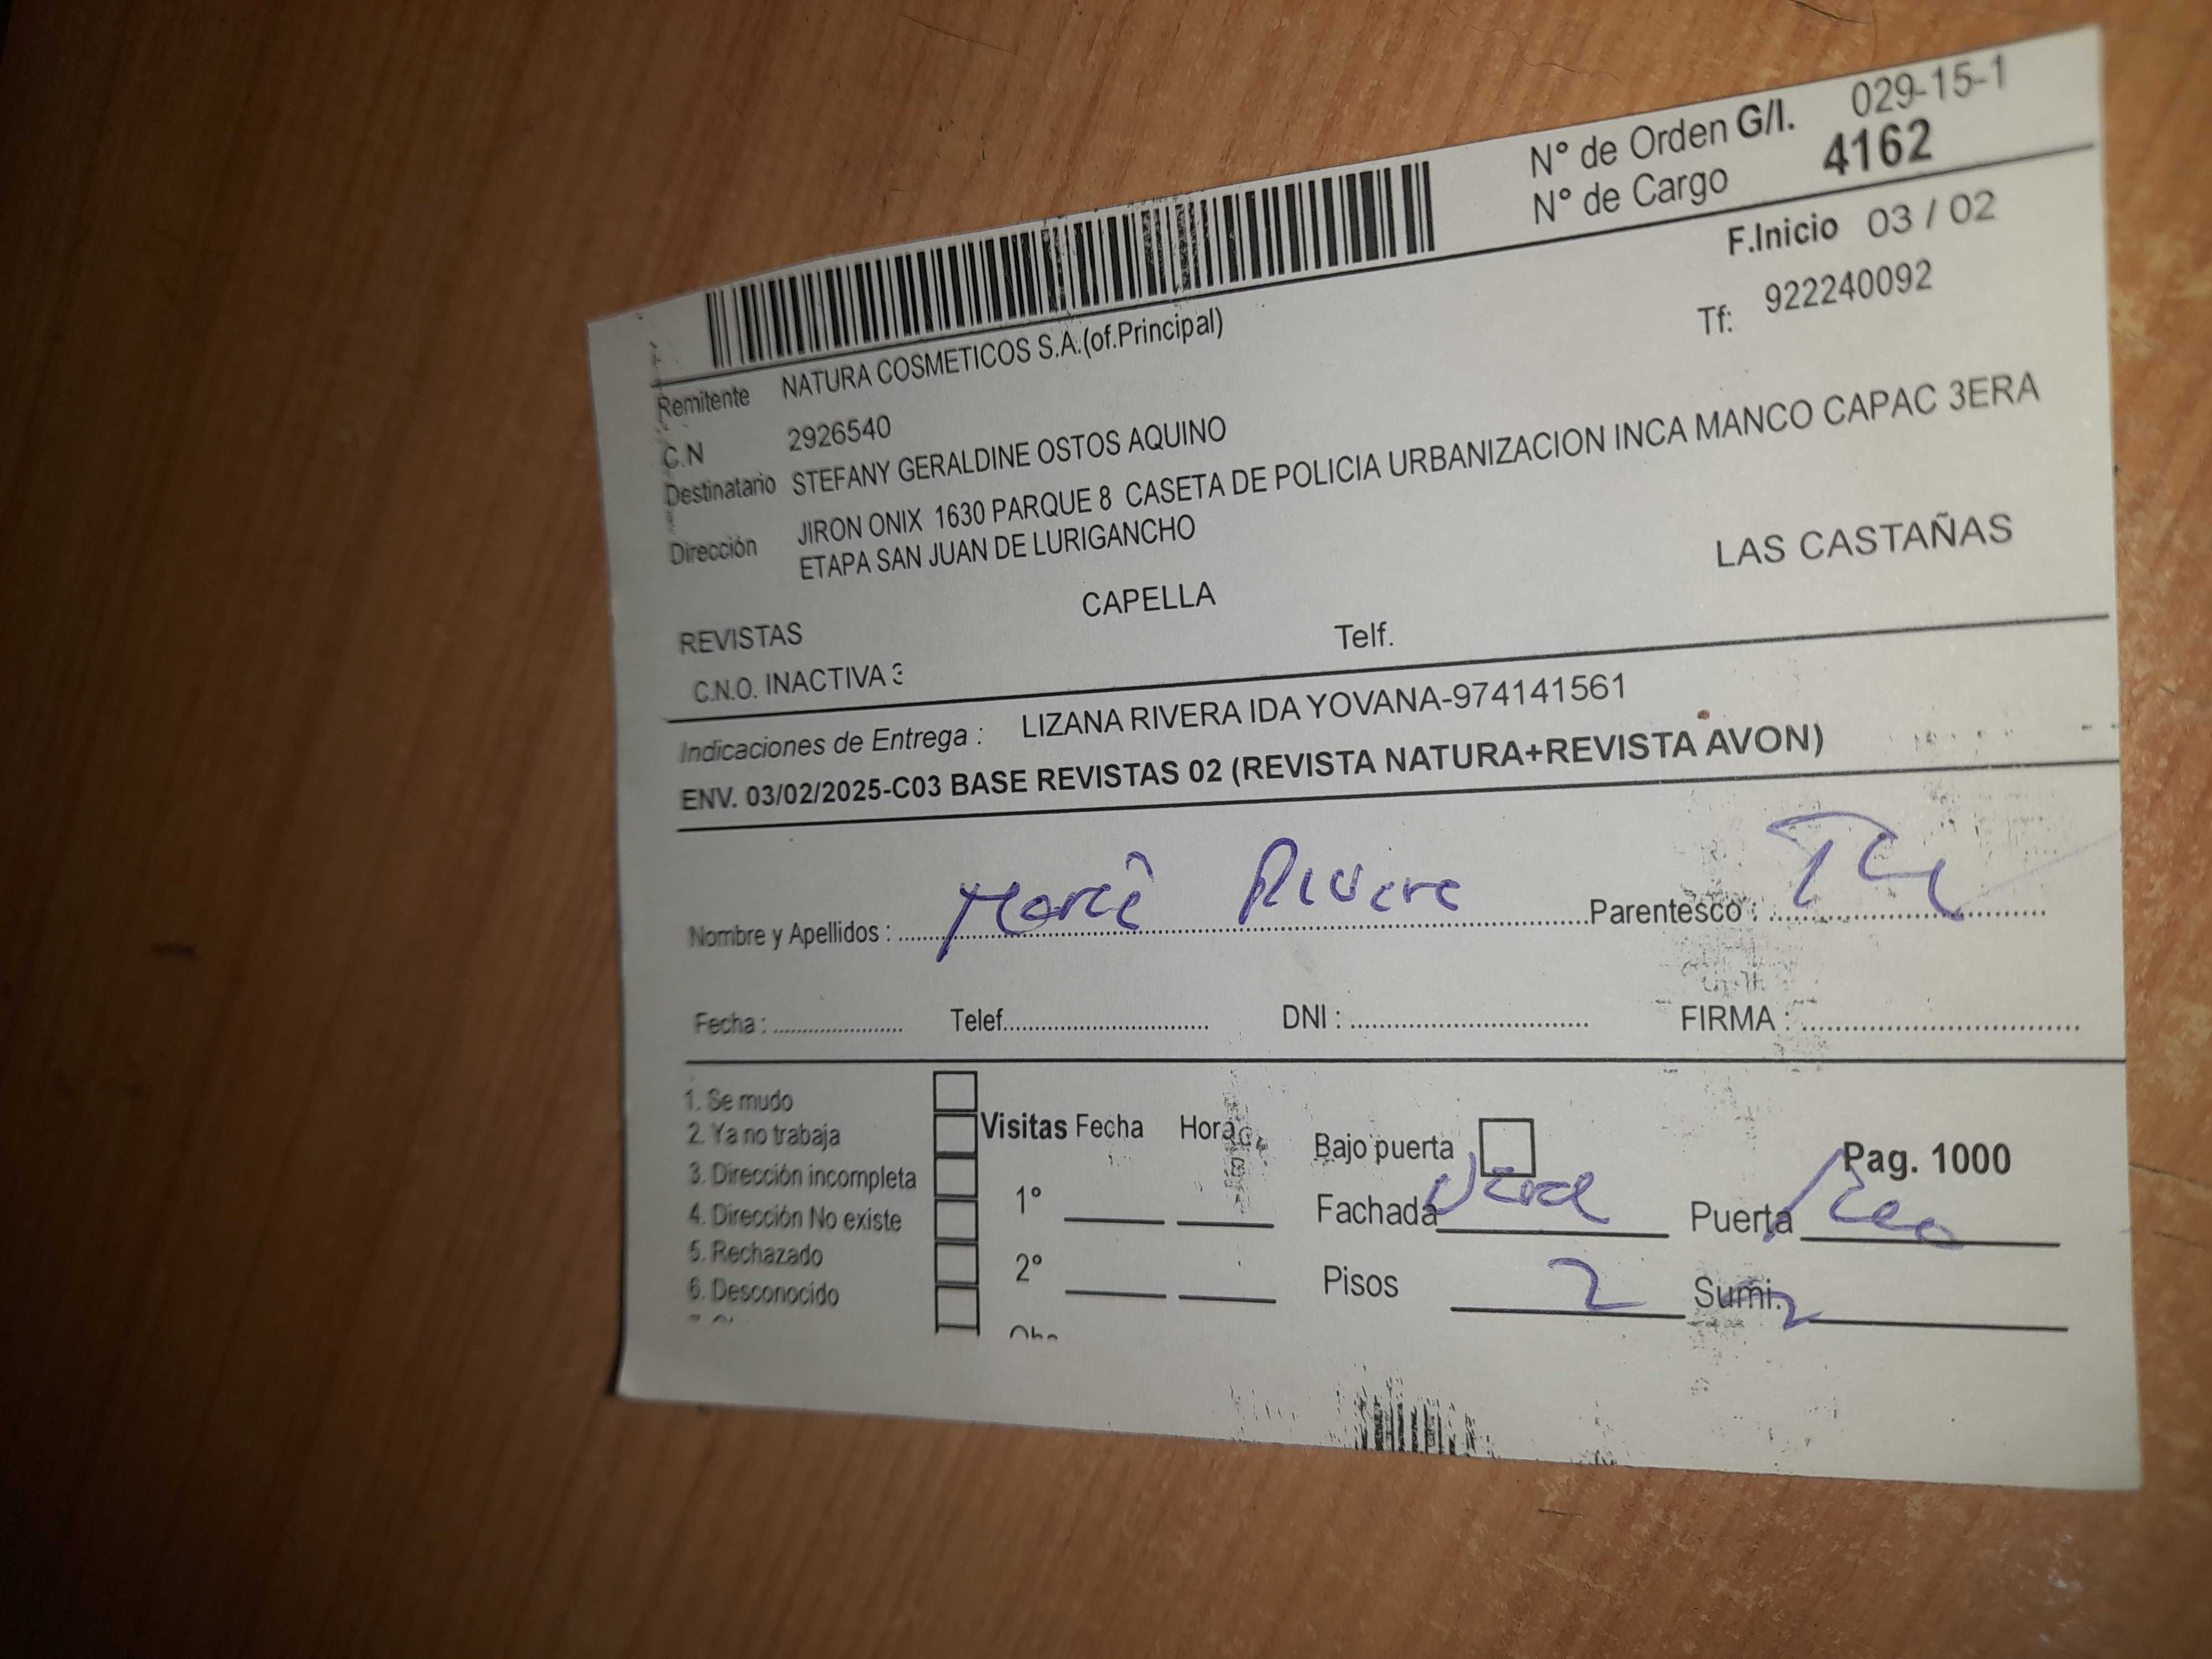 N° de Orden G/I. 029-15-1
N° de Cargo 4162
F.Inicio 03 / 02
Tf: 922240092
Remitente NATURA COSMETICOS S.A.(of.Principal)
C.N 2926540
Destinatario STEFANY GERALDINE OSTOS AQUINO
Dirección JIRON ONIX 1630 PARQUE 8 CASETA DE POLICIA URBANIZACION INCA MANCO CAPAC 3ERA
ETAPA SAN JUAN DE LURIGANCHO
LAS CASTAÑAS
REVISTAS CAPELLA
C.N.O. INACTIVA 3 Telf.
Indicaciones de Entrega : LIZANA RIVERA IDA YOVANA-974141561
ENV. 03/02/2025-C03 BASE REVISTAS 02 (REVISTA NATURA+REVISTA AVON)
Nombre y Apellidos : Rivera Parentesco :
Fecha : Telef. DNI : FIRMA :
1. Se mudo
2. Ya no trabaja
3. Dirección incompleta
4. Dirección No existe
5. Rechazado
6. Desconocido
Visitas Fecha Hora
1°
2°
Bajo puerta Pag. 1000
Fachada Puerta
Pisos 2 Sumi.